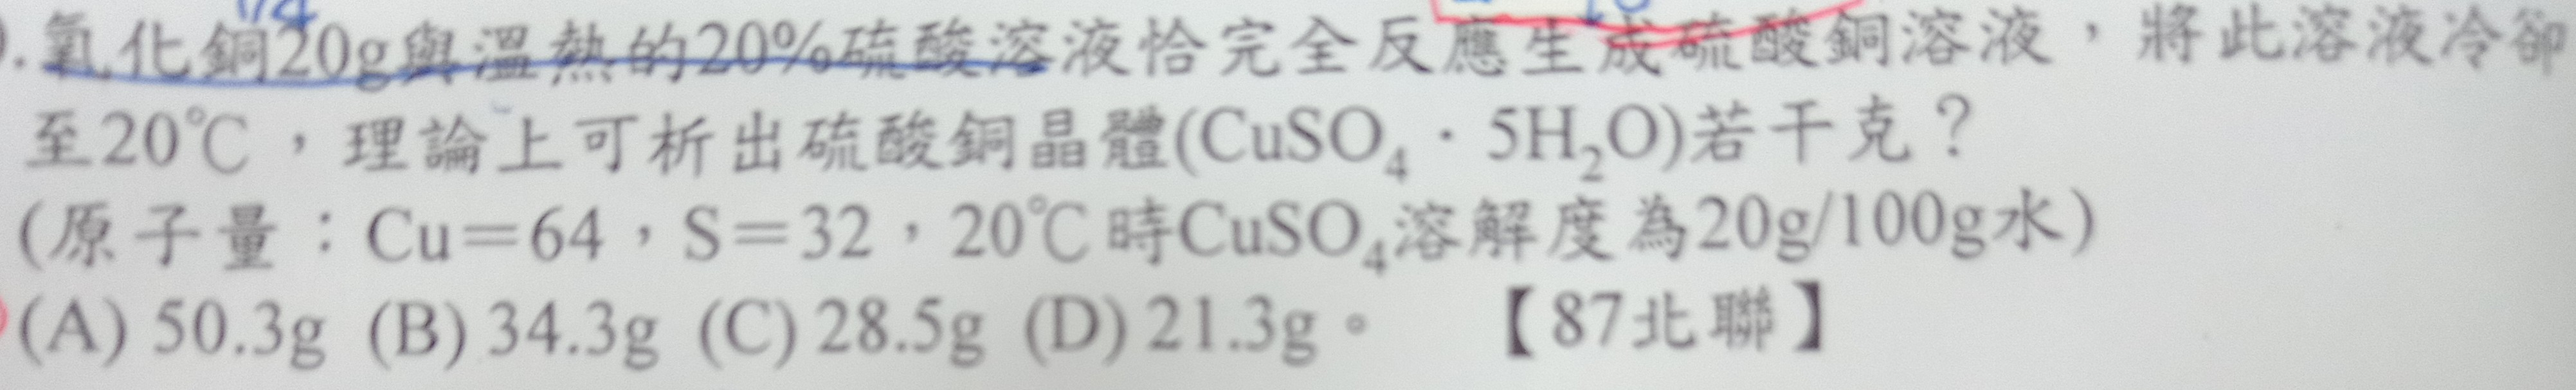 .氧化銅20g與溫熱的20%硫酸溶液恰完全反應生成硫酸銅溶液,將此溶液冷卻
至20℃,理論上可析出硫酸銅晶體(CuSO₄‧5H₂O)若干克?
(原子量:Cu=64,S=32,20℃時CuSO₄溶解度為20g/100g水)
(A) 50.3g (B) 34.3g (C) 28.5g (D) 21.3g。 【87北聯】